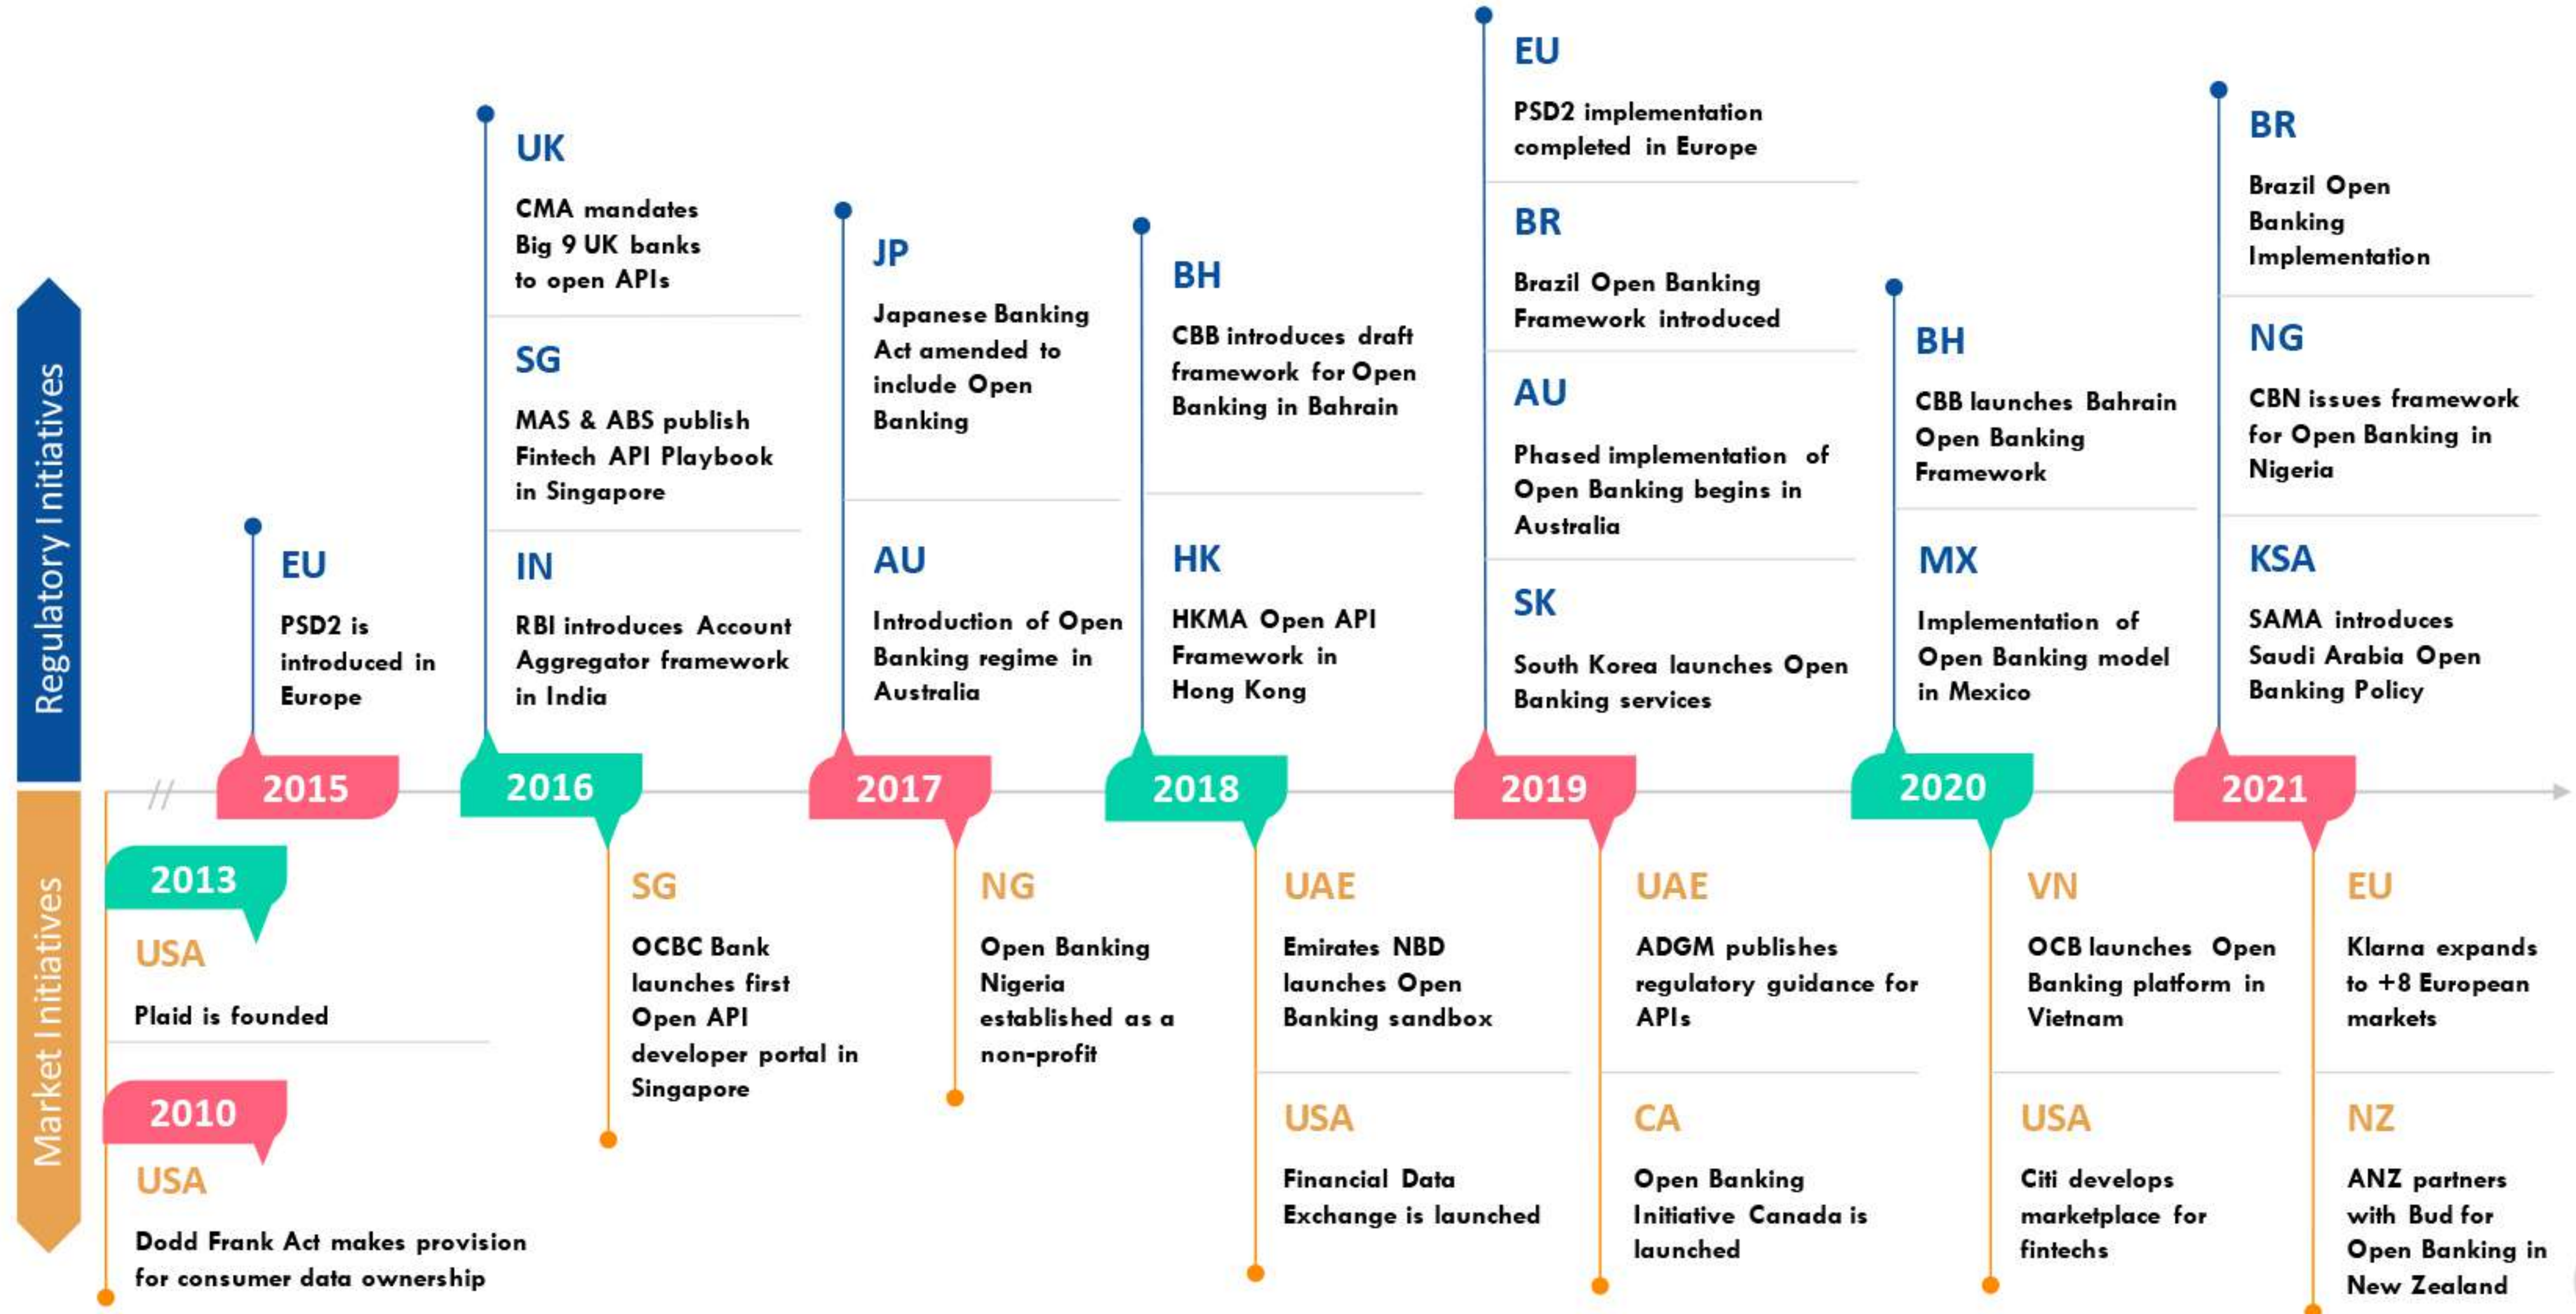 Regulatory Initiatives
EU
PSD2 is
introduced in
Europe
2015
UK
CMA mandates
Big 9 UK banks
to open APIs
SG
MAS & ABS publish
Fintech API Playbook
in Singapore
IN
RBI introduces Account
Aggregator framework
in India
2016
JP
Japanese Banking
Act amended to
include Open
Banking
AU
Introduction of Open
Banking regime in
Australia
2017
BH
CBB introduces draft
framework for Open
Banking in Bahrain
HK
HKMA Open API
Framework in
Hong Kong
2018
EU
PSD2 implementation
completed in Europe
BR
Brazil Open Banking
Framework introduced
AU
Phased implementation of
Open Banking begins in
Australia
SK
South Korea launches Open
Banking services
2019
BH
CBB launches Bahrain
Open Banking
Framework
MX
Implementation of
Open Banking model
in Mexico
2020
BR
Brazil Open
Banking
Implementation
NG
CBN issues framework
for Open Banking in
Nigeria
KSA
SAMA introduces
Saudi Arabia Open
Banking Policy
2021
Market Initiatives
2013
USA
Plaid is founded
2010
USA
Dodd Frank Act makes provision
for consumer data ownership
SG
OCBC Bank
launches first
Open API
developer portal in
Singapore
NG
Open Banking
Nigeria
established as a
non-profit
UAE
Emirates NBD
launches Open
Banking sandbox
USA
Financial Data
Exchange is launched
UAE
ADGM publishes
regulatory guidance for
APIs
CA
Open Banking
Initiative Canada is
launched
VN
OCB launches Open
Banking platform in
Vietnam
USA
Citi develops
marketplace for
fintechs
EU
Klarna expands
to +8 European
markets
NZ
ANZ partners
with Bud for
Open Banking in
New Zealand